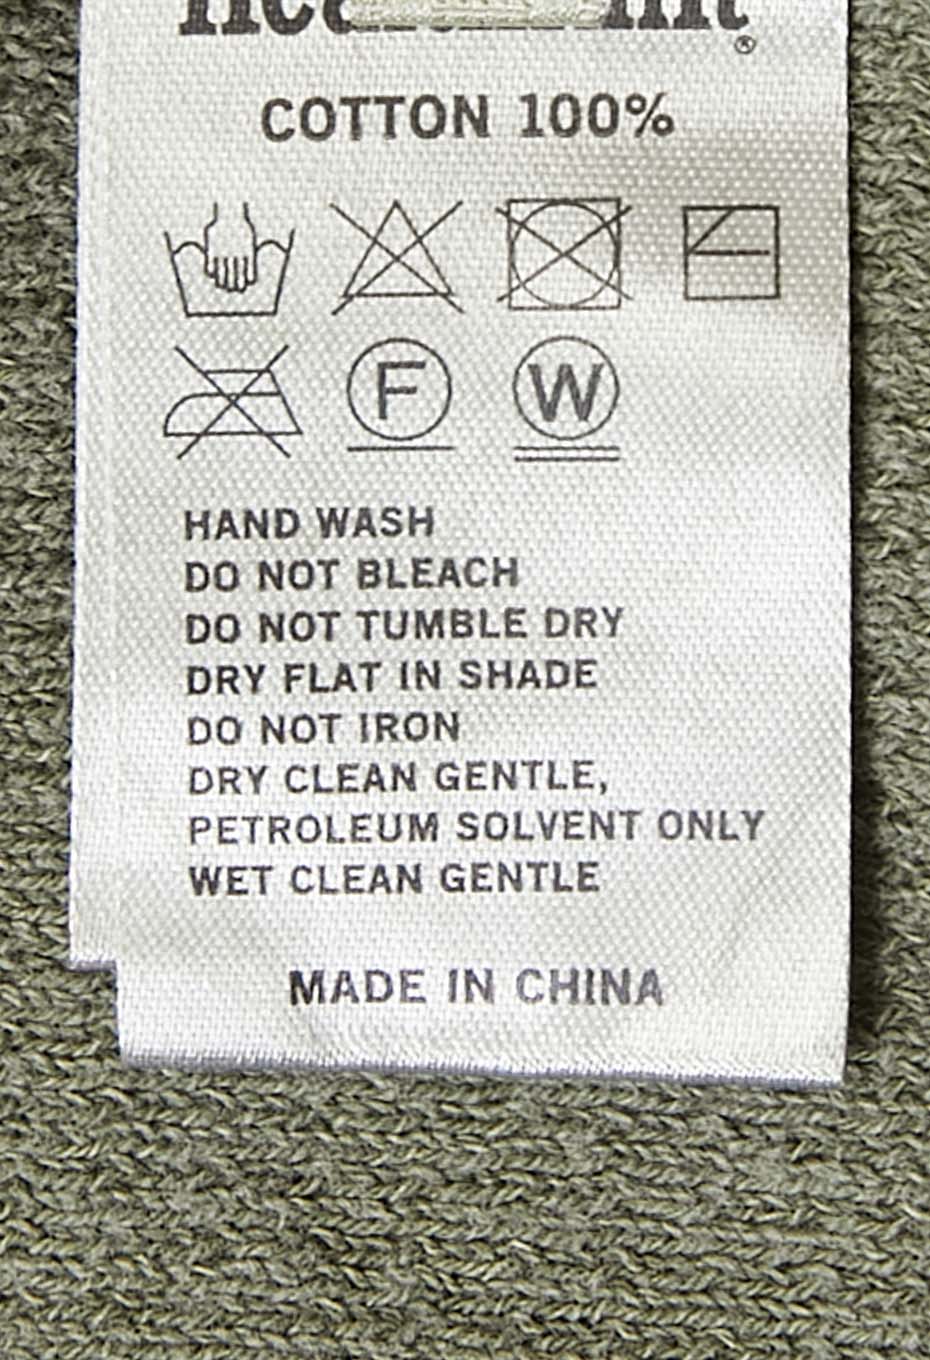 ®
COTTON 100%
F W
HAND WASH
DO NOT BLEACH
DO NOT TUMBLE DRY
DRY FLAT IN SHADE
DO NOT IRON
DRY CLEAN GENTLE,
PETROLEUM SOLVENT ONLY
WET CLEAN GENTLE
MADE IN CHINA